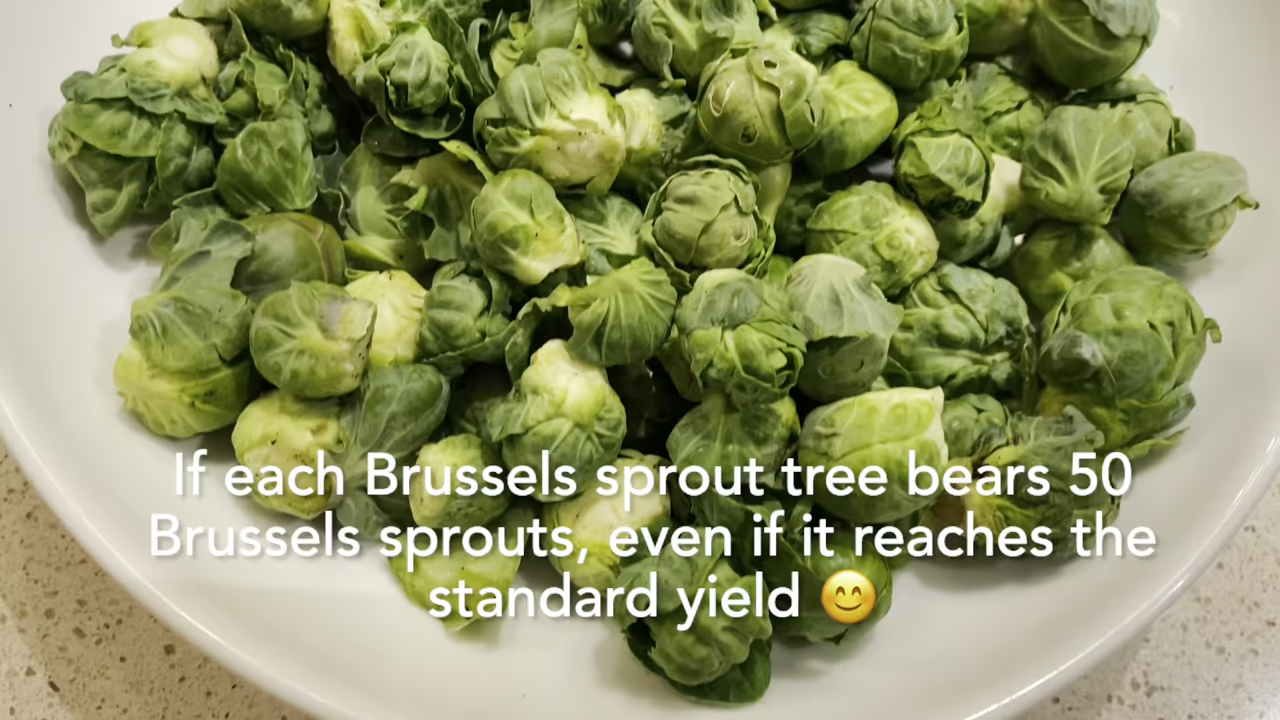 If each Brussels sprout tree bears 50
Brussels sprouts, even if it reaches the
standard yield 😊